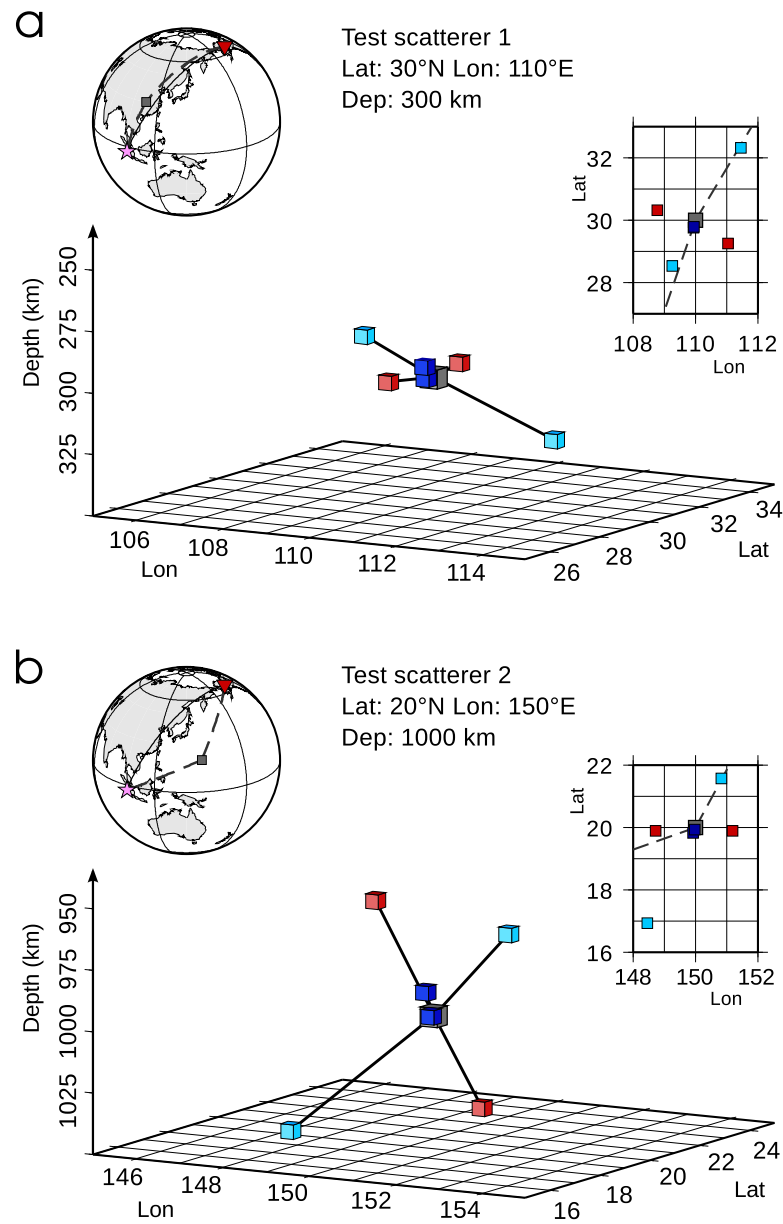 a
Test scatterer 1
Lat: 30°N Lon: 110°E
Dep: 300 km
Lat
32
30
28
108 110 112
Lon
Depth (km)
250
275
300
325
106 108 110 112 114
Lon
26 28 30 32 34
Lat
b
Test scatterer 2
Lat: 20°N Lon: 150°E
Dep: 1000 km
Lat
22
20
18
16
148 150 152
Lon
Depth (km)
950
975
1000
1025
146 148 150 152 154
Lon
16 18 20 22 24
Lat